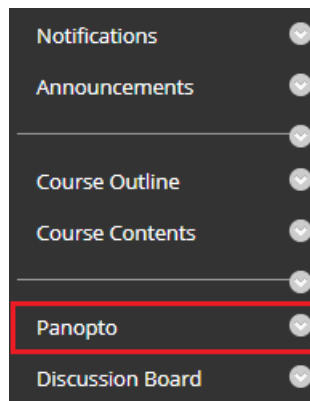 Notifications
Announcements
Course Outline
Course Contents
Panopto
Discussion Board